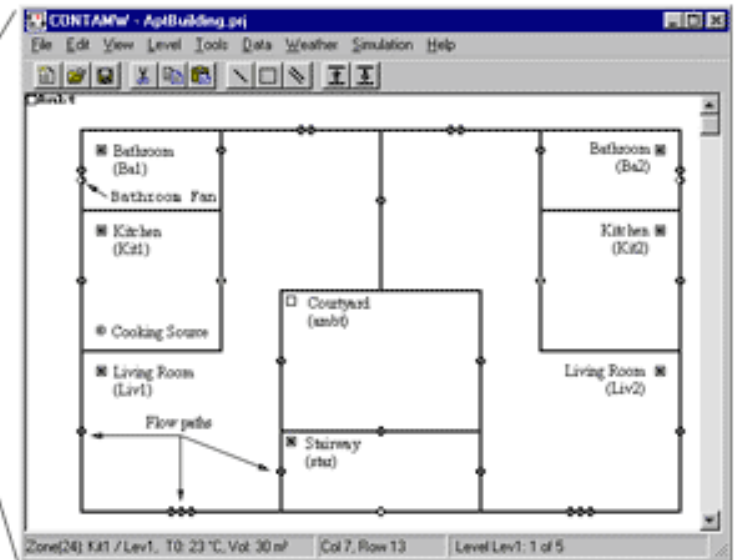 CONTAMW - AptBuilding.prj
File Edit View Level Tools Data Weather Simulation Help
Ambt
Bathroom
(Ba1)
Bathroom Fan
Bathroom
(Ba2)
Kitchen
(Kit1)
Kitchen
(Kit2)
Courtyard
(ambt)
Cooking Source
Living Room
(Liv1)
Living Room
(Liv2)
Flow paths
Stairway
(star)
Zone(24): Kit1 / Lev1, T0: 23 °C, Vol: 30 m³ Col 7, Row 13 Level Lev1: 1 of 5